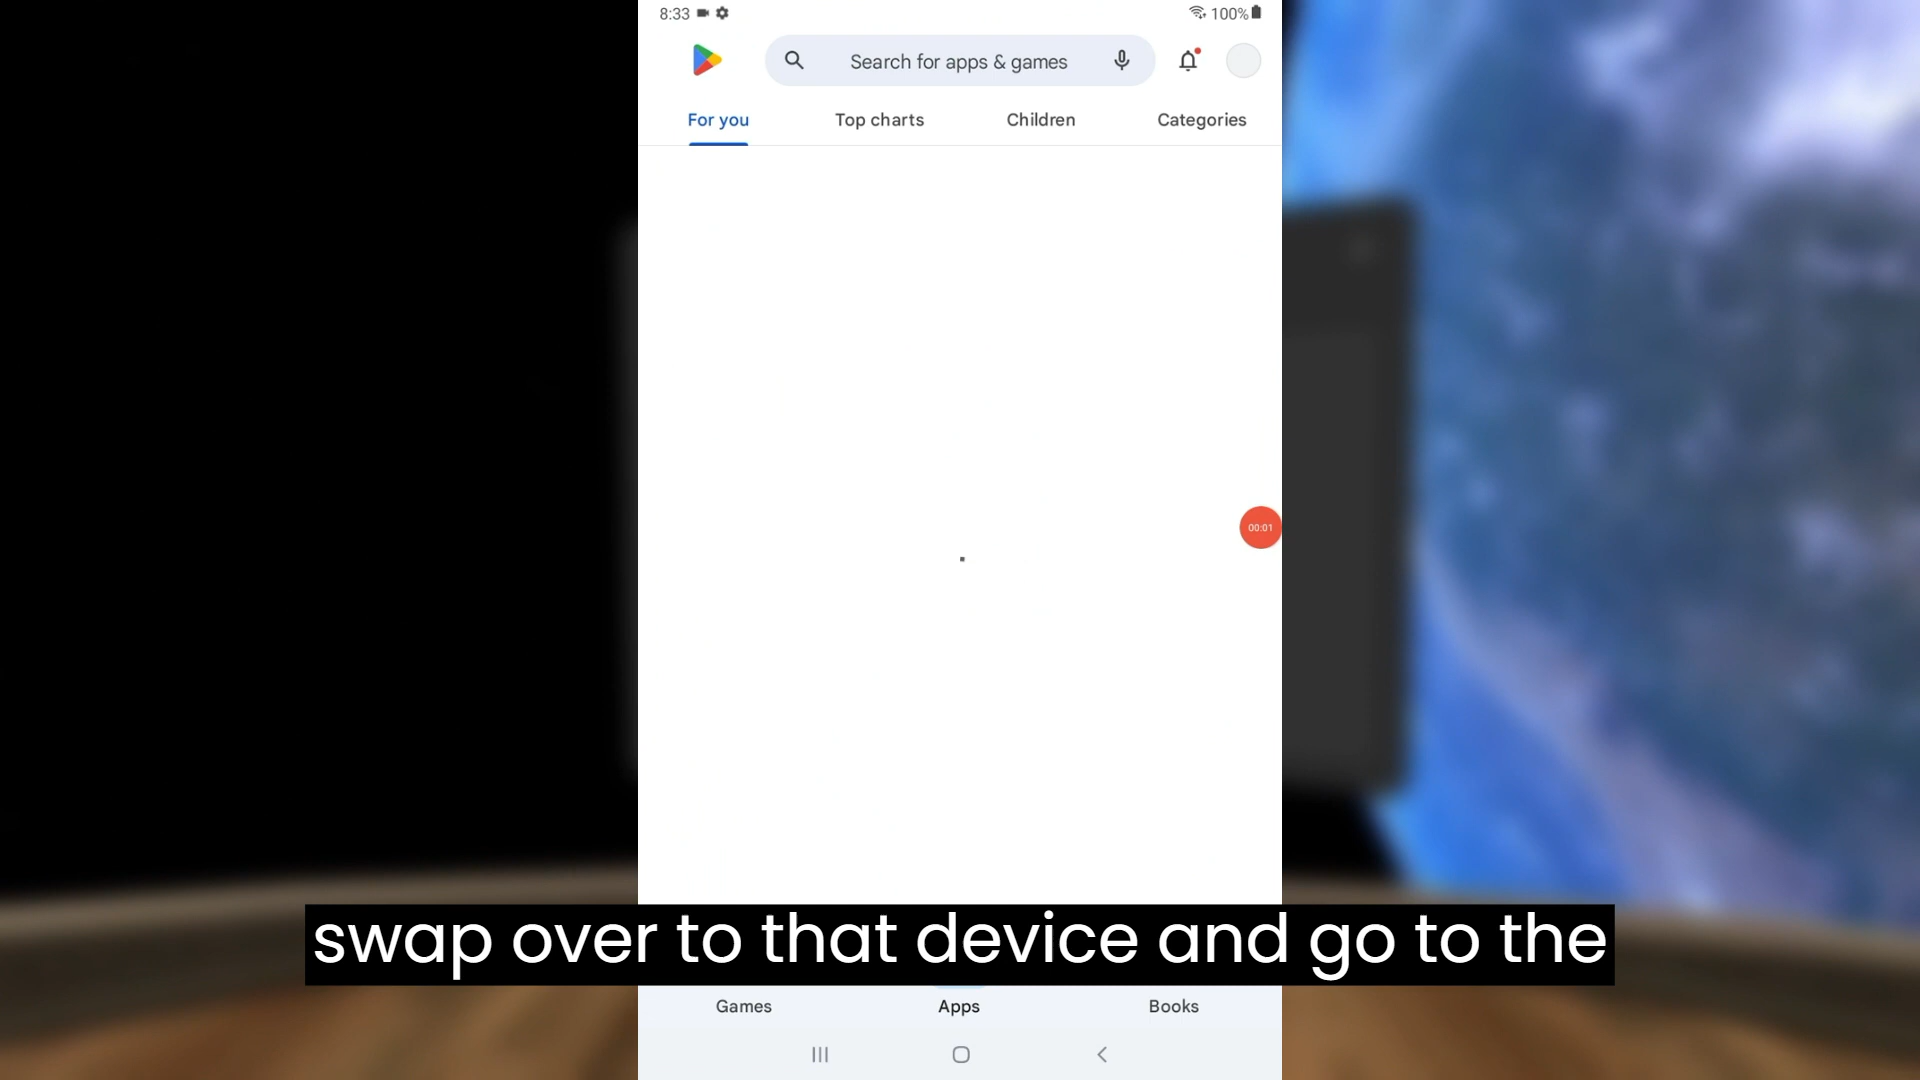 8:33
100%
Search for apps & games
For you
Top charts
Children
Categories
00:01
swap over to that device and go to the
Games
Apps
Books